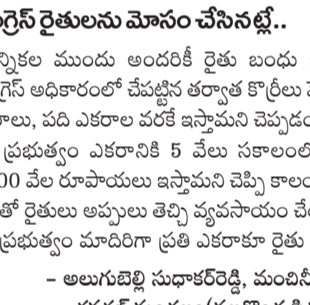 ంగ్రెస్ రైతులను మోసం చేసినట్లే..
న్నికల ముందు అందరికీ రైతు బంధు
గ్రెస్ అధికారంలో చేపట్టిన తర్వాత కొర్రీలు
రాలు, పది ఎకరాల వరకే ఇస్తామని చెప్పడం
ప్రభుత్వం ఎకరానికి 5 వేలు సకాలంలో
00 వేల రూపాయలు ఇస్తామని చెప్పి కాలం
తో రైతులు అప్పులు తెచ్చి వ్యవసాయం చే
ప్రభుత్వం మాదిరిగా ప్రతి ఎకరాకూ రైతు
– అలుగుబెల్లి సుధాకర్‌రెడ్డి, మంచినీ